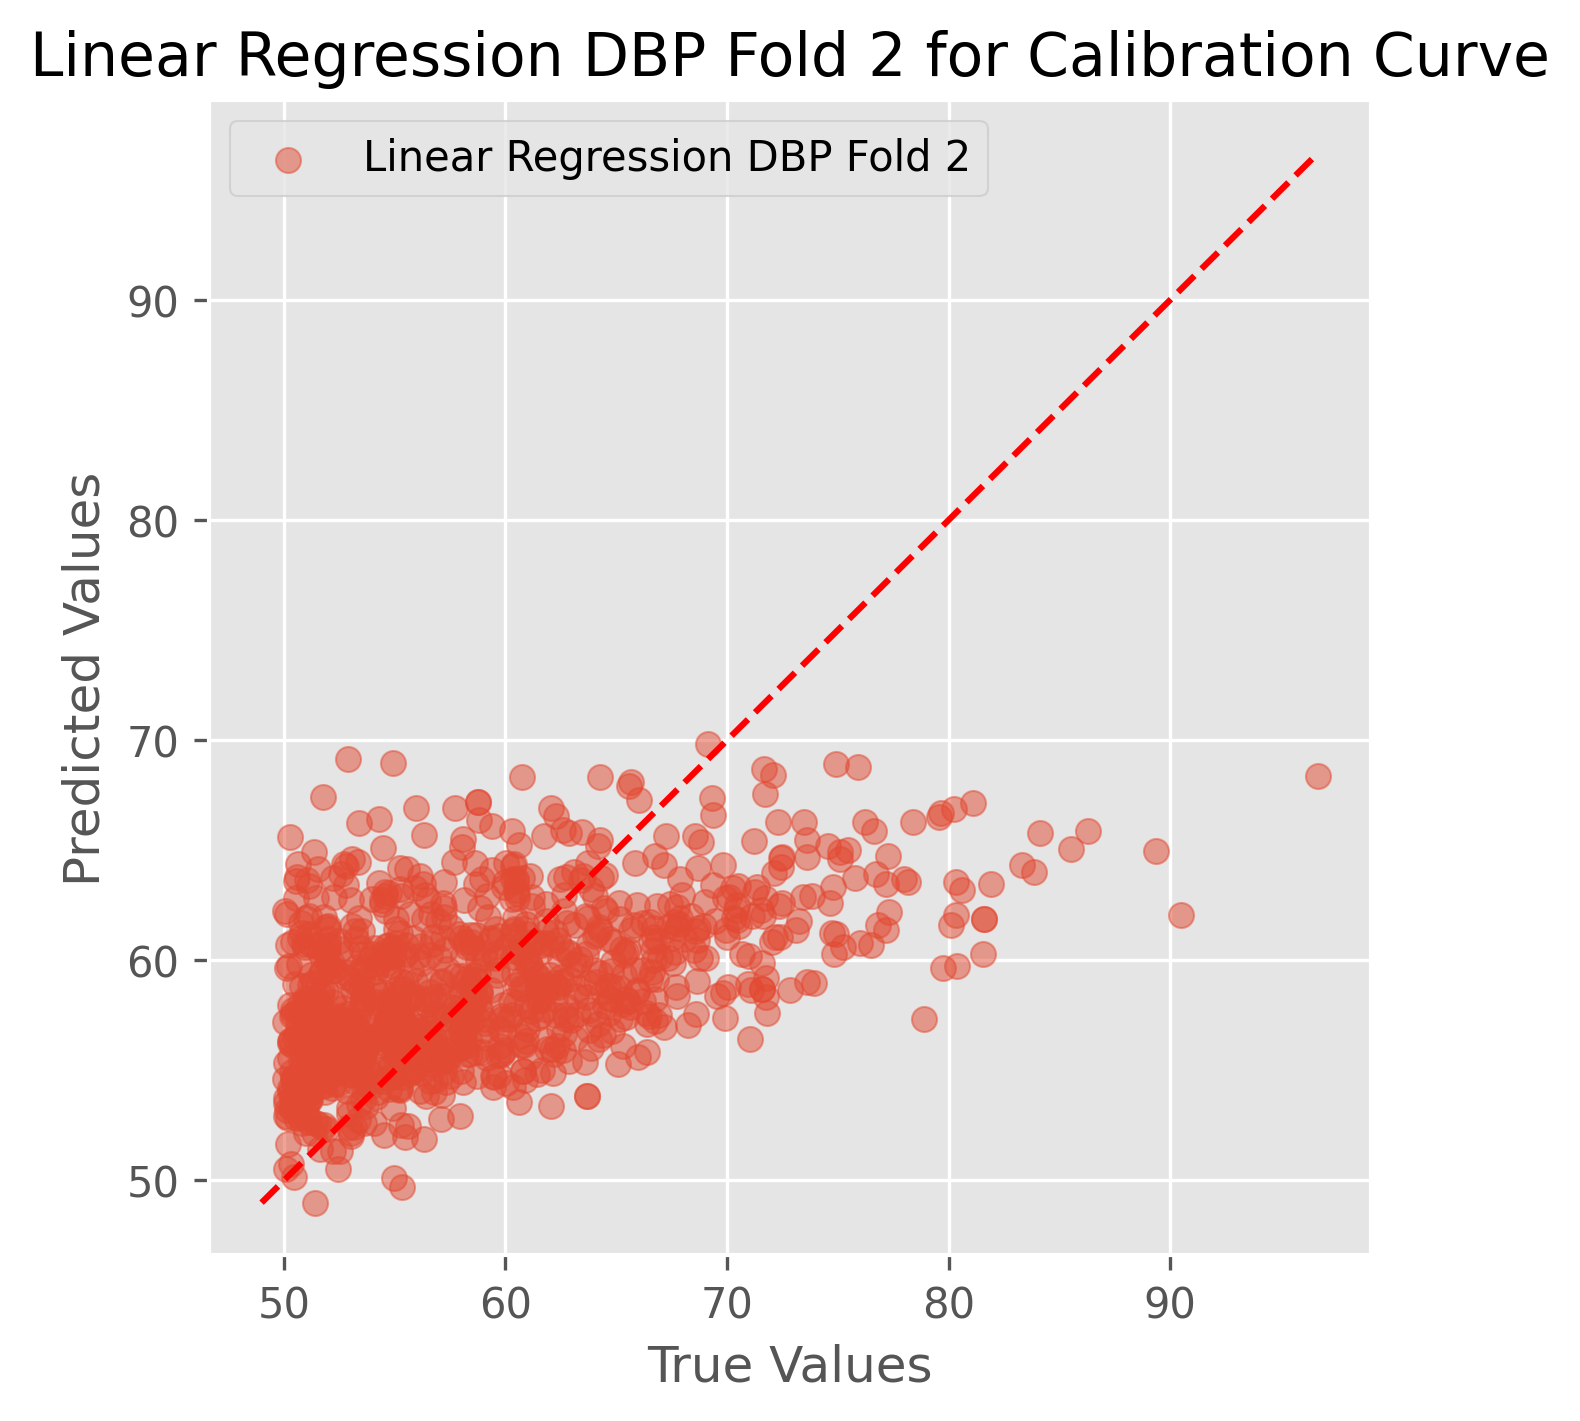 Linear Regression DBP Fold 2 for Calibration Curve
Linear Regression DBP Fold 2
90
80
70
60
50
Predicted Values
50 60 70 80 90
True Values